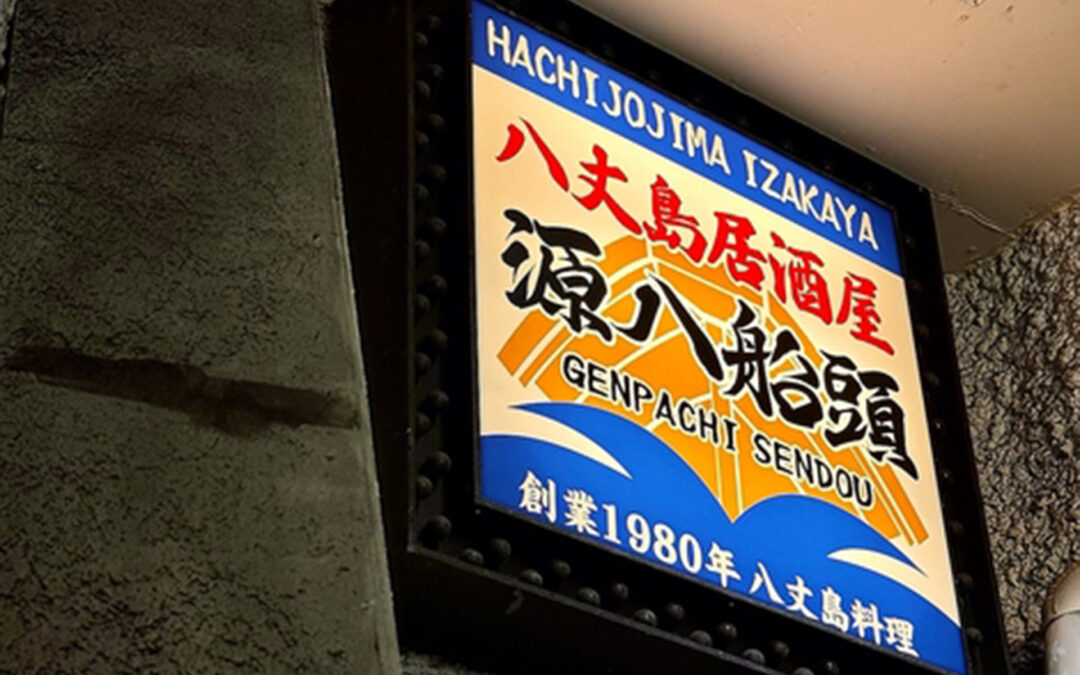 HACHIJOJIMA IZAKAYA
八丈島居酒屋
源八船頭
GENPACHI SENDOU
創業1980年 八丈島料理